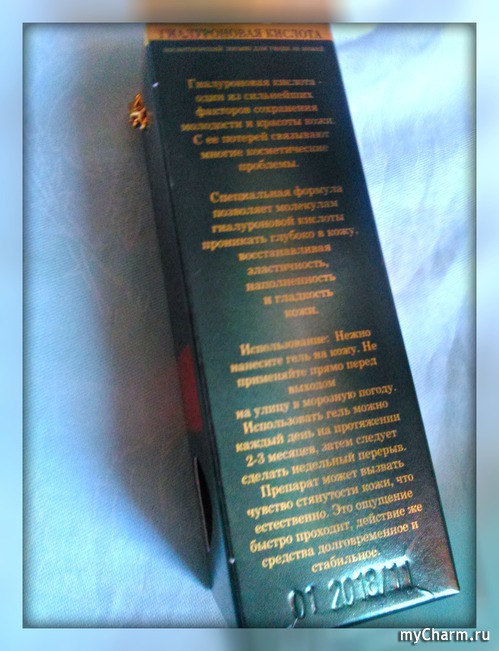 ГИАЛУРОНОВАЯ КИСЛОТА
Гиалуроновая кислота -
один из сильнейших
факторов сохранения
молодости и красоты кожи.
С ее потерей связывают
многие косметические
проблемы.
Специальная формула
позволяет молекулам
гиалуроновой кислоты
проникать глубоко в кожу.
восстанавливая
эластичность,
наполненность
и гладкость
кожи.
Использование: Нежно
нанесите гель на кожу. Не
применяйте прямо перед
выходом
на улицу в морозную погоду.
Использовать гель можно
каждый день на протяжении
2-3 месяцев, затем следует
сделать недельный перерыв.
Препарат может вызвать
чувство стянутости кожи, что
естественно. Это ощущение
быстро проходит, действие же
средства долговременное и
стабильное.
01 2013/11
myCharm.ru